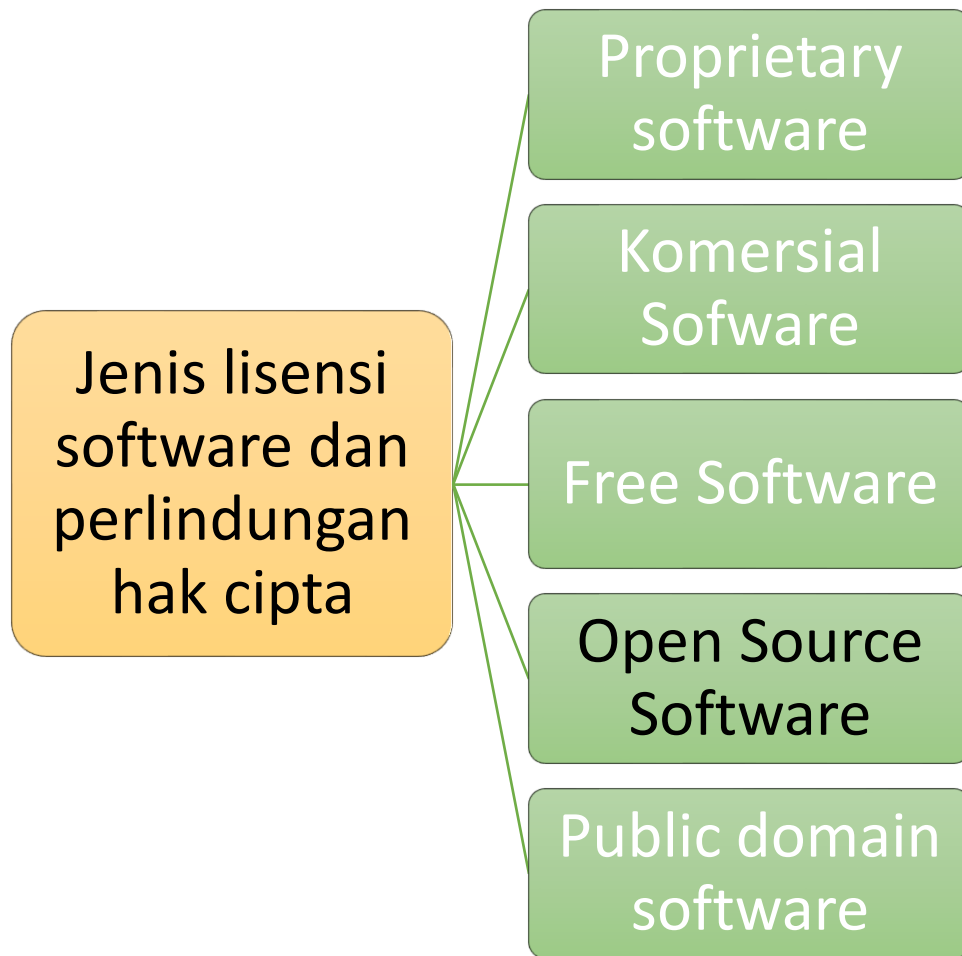 Proprietary
software
Komersial
Sofware
Jenis lisensi
software dan
perlindungan
hak cipta
Free Software
Open Source
Software
Public domain
software